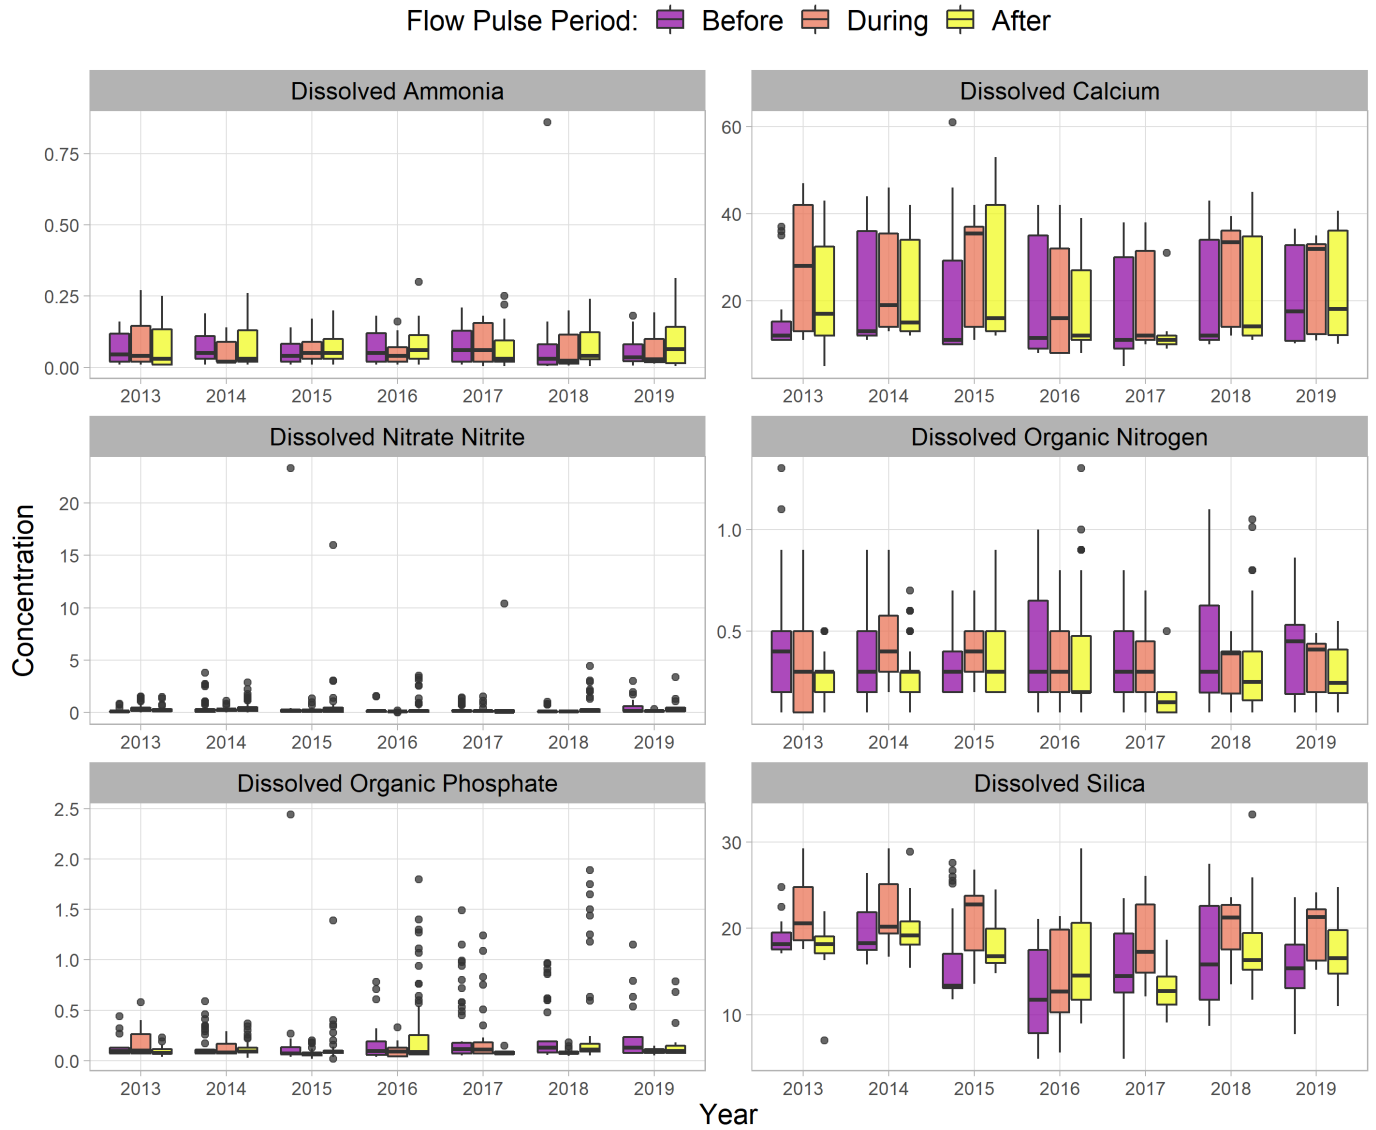 Flow Pulse Period: Before During After
Dissolved Ammonia
0.75
0.50
0.25
0.00
2013 2014 2015 2016 2017 2018 2019
Dissolved Calcium
60
40
20
2013 2014 2015 2016 2017 2018 2019
Dissolved Nitrate Nitrite
20
15
10
5
0
2013 2014 2015 2016 2017 2018 2019
Dissolved Organic Nitrogen
1.0
0.5
2013 2014 2015 2016 2017 2018 2019
Dissolved Organic Phosphate
2.5
2.0
1.5
1.0
0.5
0.0
2013 2014 2015 2016 2017 2018 2019
Dissolved Silica
30
20
10
2013 2014 2015 2016 2017 2018 2019
Concentration
Year